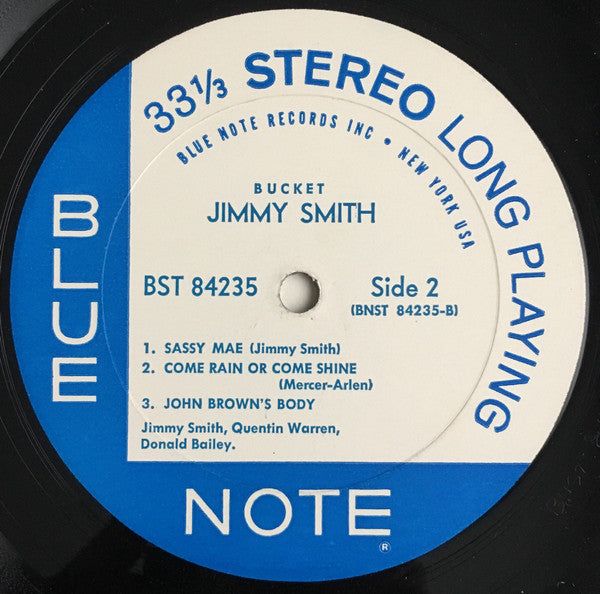 33⅓ STEREO LONG PLAYING
BLUE NOTE RECORDS INC • NEW YORK USA
BUCKET
JIMMY SMITH
BST 84235
Side 2
(BNST 84235-B)
1. SASSY MAE (Jimmy Smith)
2. COME RAIN OR COME SHINE
(Mercer-Arlen)
3. JOHN BROWN'S BODY
Jimmy Smith, Quentin Warren,
Donald Bailey.
BLUE
NOTE
®